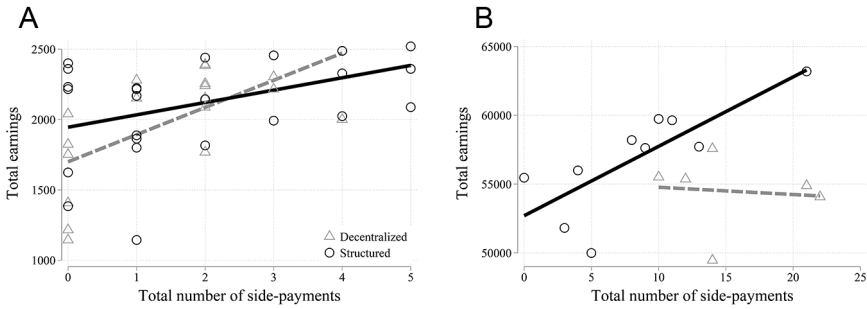 A
Total earnings
2500
2000
1500
1000
0 1 2 3 4 5
Total number of side-payments
Decentralized
Structured
B
Total earnings
65000
60000
55000
50000
0 5 10 15 20 25
Total number of side-payments